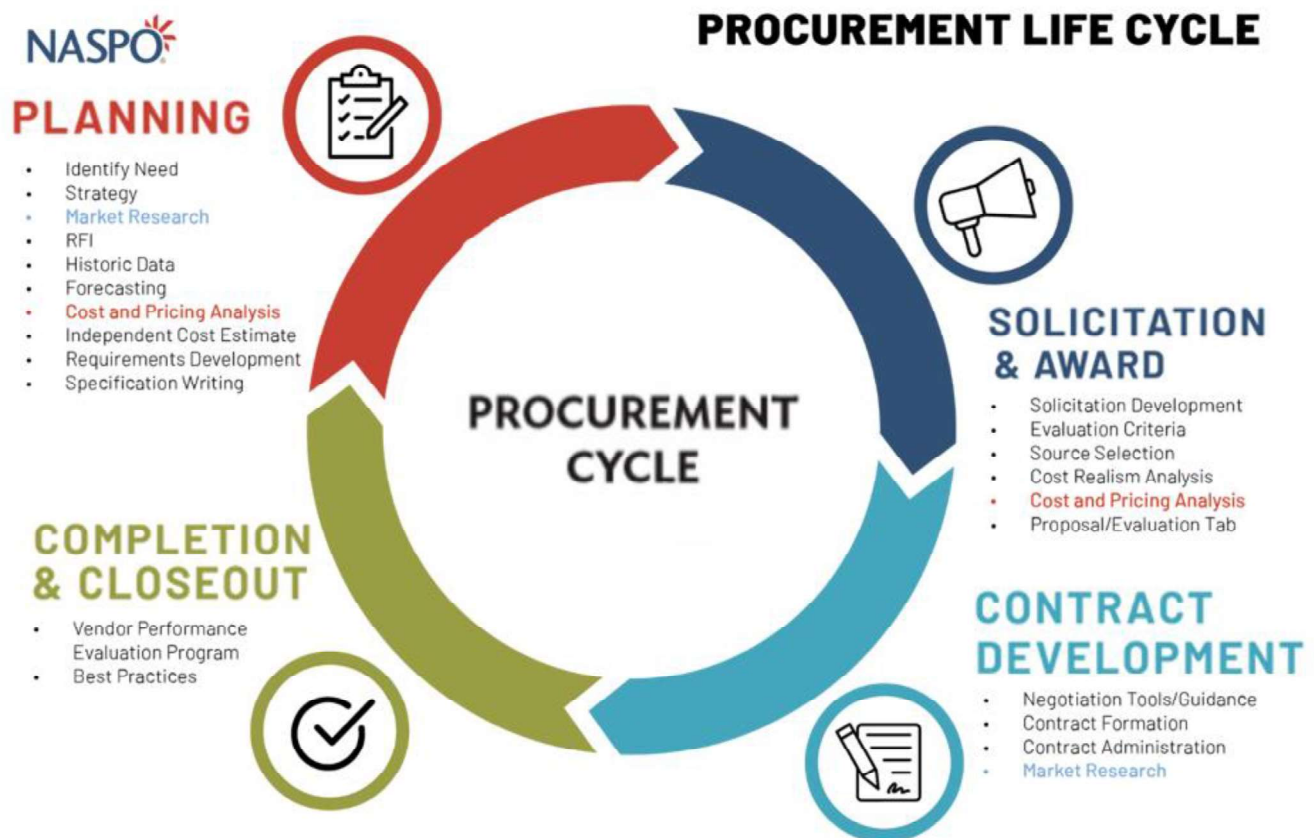 NASPO
PROCUREMENT LIFE CYCLE
PLANNING
• Identify Need
• Strategy
• Market Research
• RFI
• Historic Data
• Forecasting
• Cost and Pricing Analysis
• Independent Cost Estimate
• Requirements Development
• Specification Writing
SOLICITATION
& AWARD
• Solicitation Development
• Evaluation Criteria
• Source Selection
• Cost Realism Analysis
• Cost and Pricing Analysis
• Proposal/Evaluation Tab
PROCUREMENT
CYCLE
COMPLETION
& CLOSEOUT
• Vendor Performance
Evaluation Program
• Best Practices
CONTRACT
DEVELOPMENT
• Negotiation Tools/Guidance
• Contract Formation
• Contract Administration
• Market Research